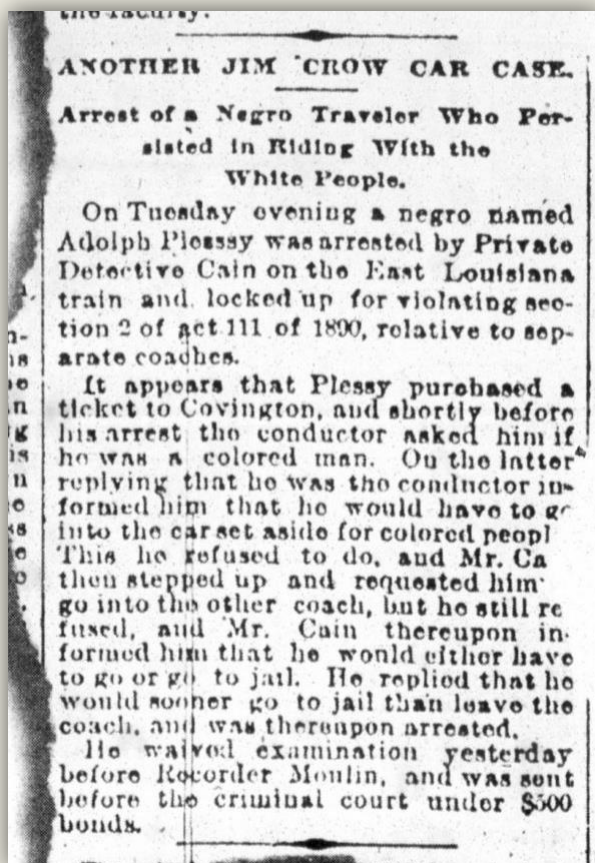 the faculty.
ANOTHER JIM CROW CAR CASE.
Arrest of a Negro Traveler Who Per-
sisted in Riding With the
White People.
On Tuesday evening a negro named
Adolph Plesssy was arrested by Private
Detective Cain on the East Louisiana
train and locked up for violating sec-
tion 2 of act 111 of 1890, relative to sep-
arate coaches.
It appears that Plessy purchased a
ticket to Covington, and shortly before
his arrest the conductor asked him if
he was a colored man. On the latter
replying that he was the conductor in-
formed him that he would have to go
into the car set aside for colored peopl
This he refused to do, and Mr. Ca
then stepped up and requested him
go into the other coach, but he still re
fused, and Mr. Cain thereupon in-
formed him that he would either have
to go or go to jail. He replied that he
would sooner go to jail than leave the
coach, and was thereupon arrested.
He waived examination yesterday
before Recorder Moulin, and was sent
before the criminal court under $500
bonds.